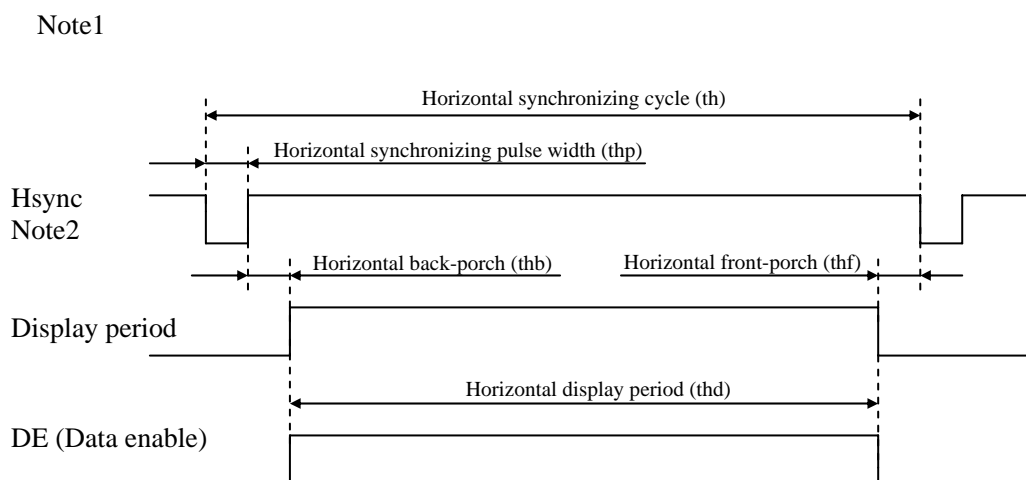 Note1
Horizontal synchronizing cycle (th)
Horizontal synchronizing pulse width (thp)
Hsync
Note2
Horizontal back-porch (thb)
Horizontal front-porch (thf)
Display period
Horizontal display period (thd)
DE (Data enable)